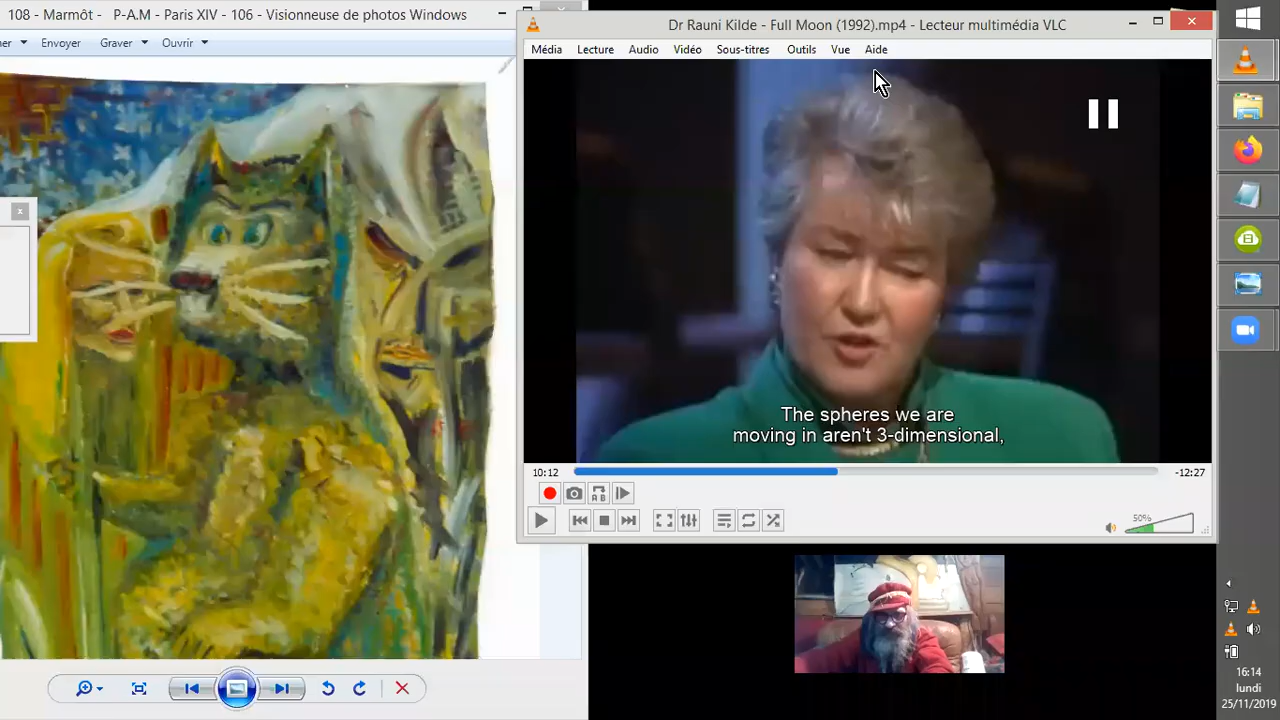 108 - Marmôt - P-A.M - Paris XIV - 106 - Visionneuse de photos Windows
Envoyer Graver Ouvrir
x
Dr Rauni Kilde - Full Moon (1992).mp4 - Lecteur multimédia VLC
Média Lecture Audio Vidéo Sous-titres Outils Vue Aide
The spheres we are
moving in aren't 3-dimensional,
10:12
-12:27
50%
16:14
lundi
25/11/2019